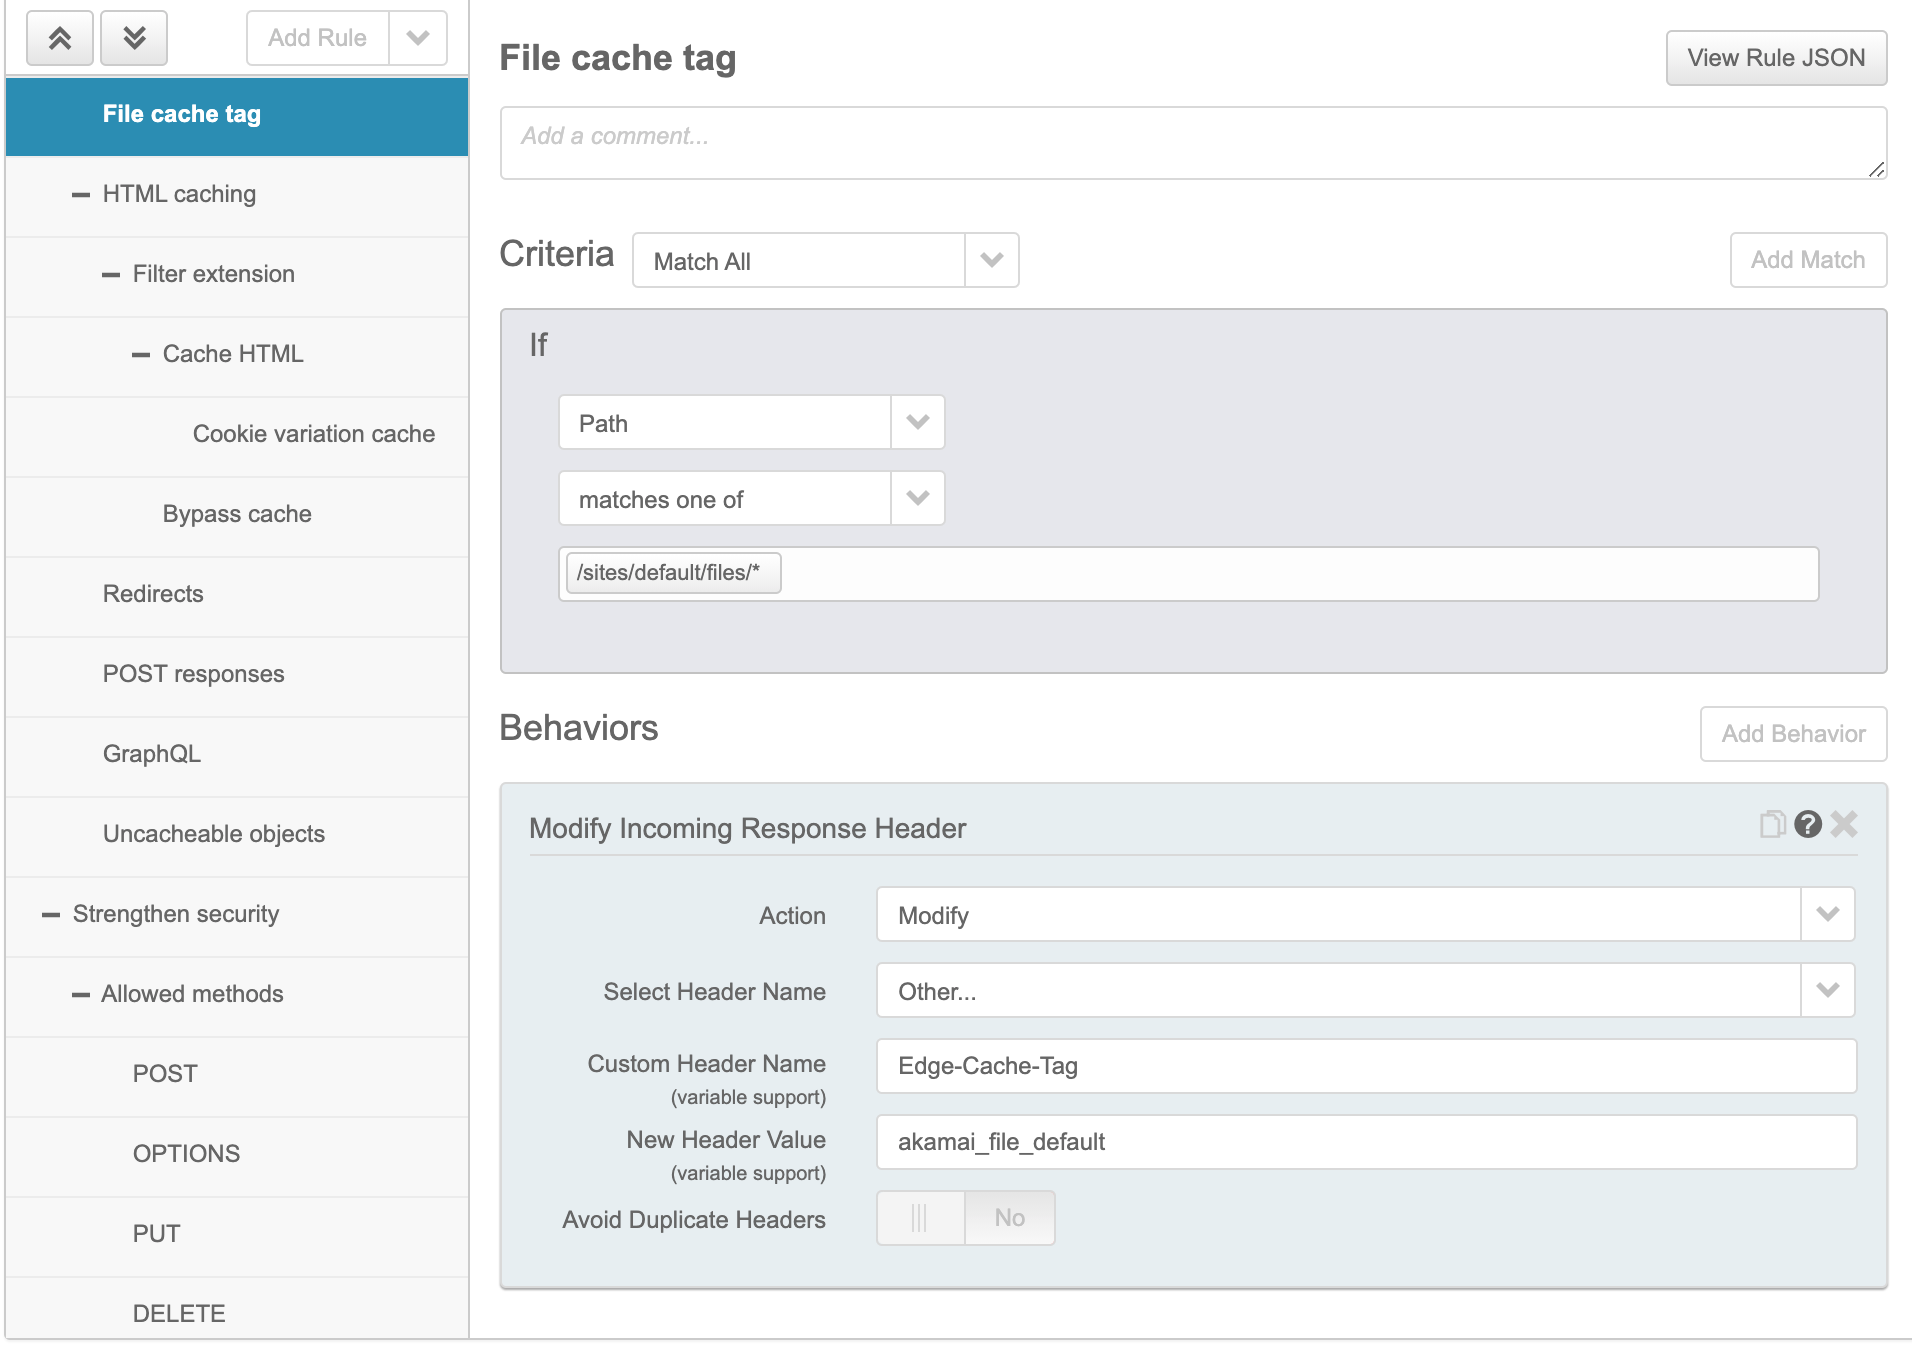 Add Rule
File cache tag
HTML caching
Filter extension
Cache HTML
Cookie variation cache
Bypass cache
Redirects
POST responses
GraphQL
Uncacheable objects
Strengthen security
Allowed methods
POST
OPTIONS
PUT
DELETE
File cache tag
View Rule JSON
Add a comment...
Criteria
Match All
Add Match
If
Path
matches one of
/sites/default/files/*
Behaviors
Add Behavior
Modify Incoming Response Header
Action
Modify
Select Header Name
Other...
Custom Header Name
(variable support)
Edge-Cache-Tag
New Header Value
(variable support)
akamai_file_default
Avoid Duplicate Headers
No